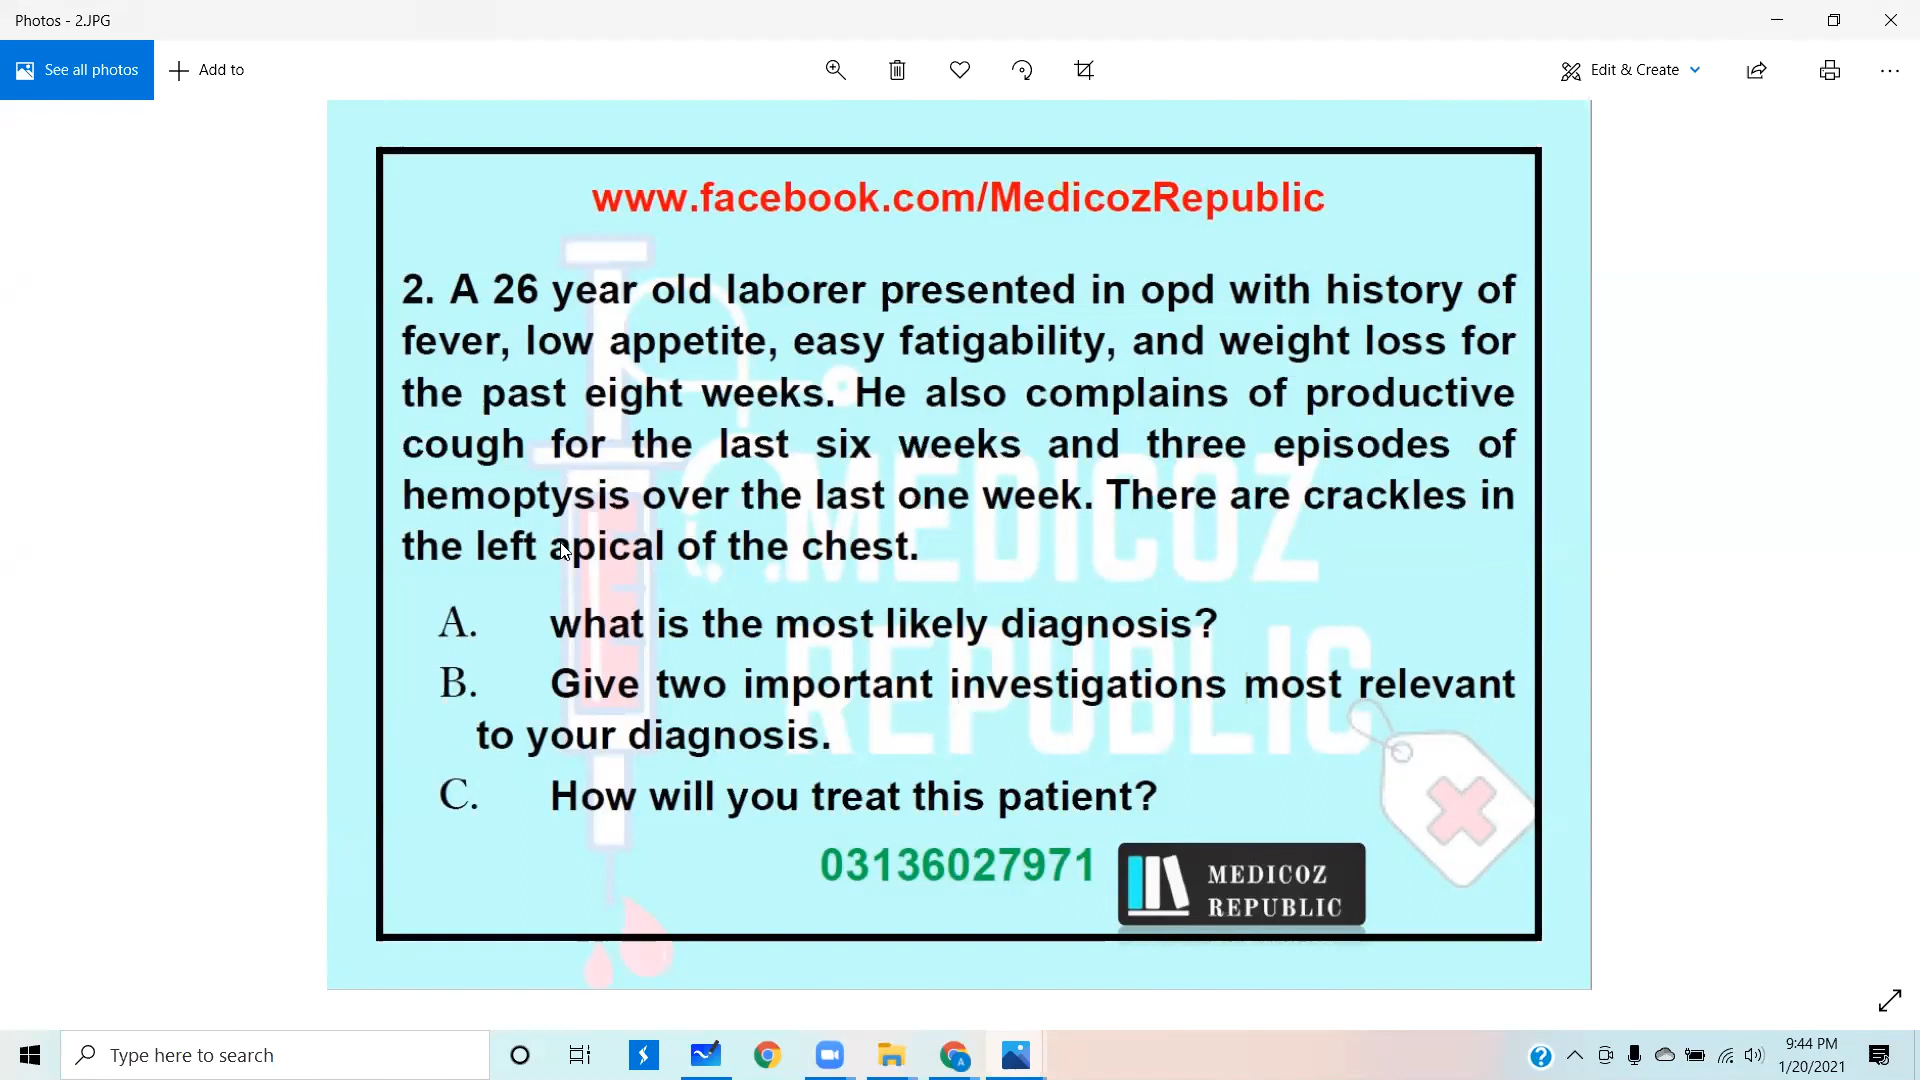 Photos - 2.JPG
See all photos
Add to
Edit & Create
www.facebook.com/MedicozRepublic
2. A 26 year old laborer presented in opd with history of
fever, low appetite, easy fatigability, and weight loss for
the past eight weeks. He also complains of productive
cough for the last six weeks and three episodes of
hemoptysis over the last one week. There are crackles in
the left apical of the chest.
A. what is the most likely diagnosis?
B. Give two important investigations most relevant
to your diagnosis.
C. How will you treat this patient?
MEDICOZ
REPUBLIC
03136027971
MEDICOZ
REPUBLIC
Type here to search
A
9:44 PM
1/20/2021